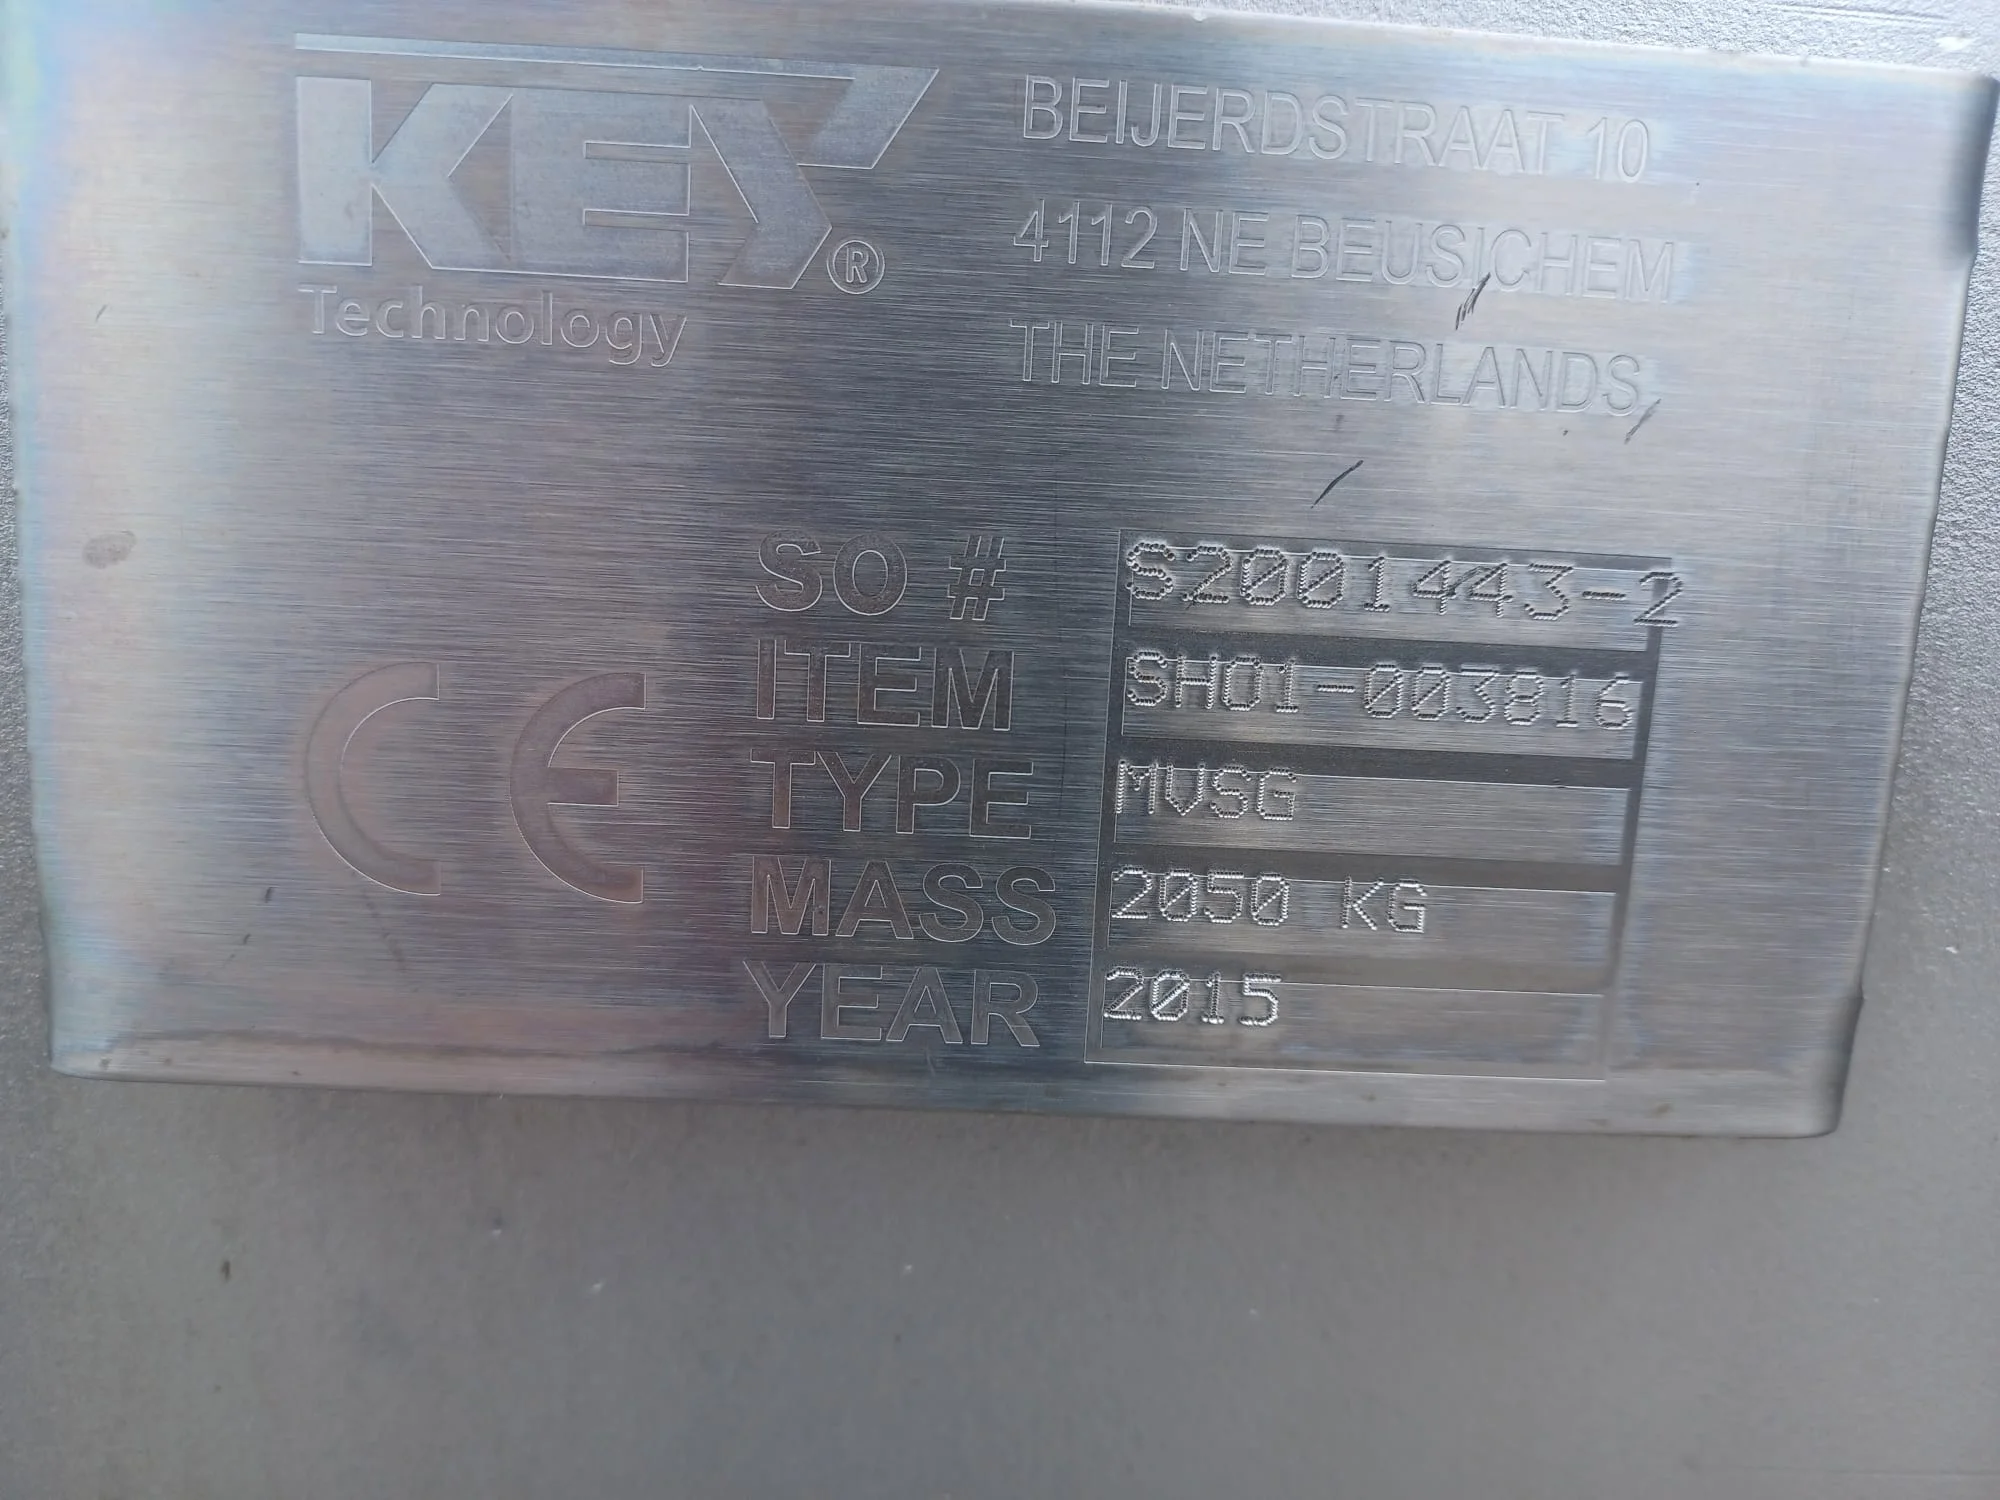 KEY®
Technology
BEIJERDSTRAAT 10
4112 NE BEUSICHEM
THE NETHERLANDS
CE
SO # S2001443-2
ITEM SH01-003816
TYPE MVSG
MASS 2050 KG
YEAR 2015